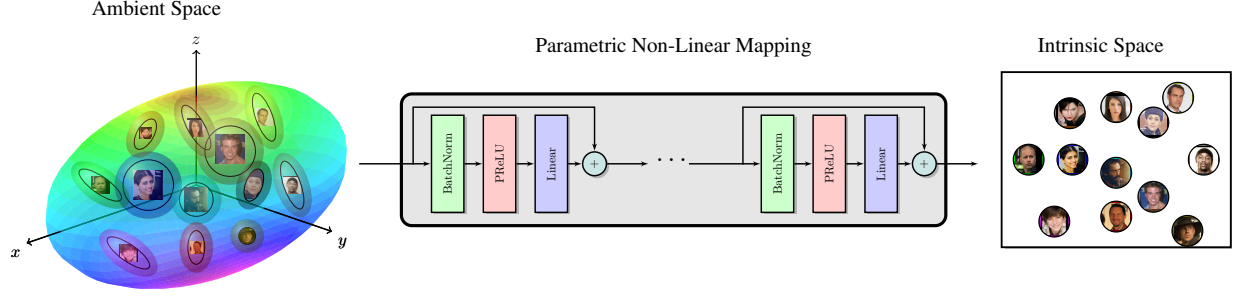 Ambient Space
Parametric Non-Linear Mapping
Intrinsic Space
z
x
y
BatchNorm
PReLU
Linear
+
· · ·
BatchNorm
PReLU
Linear
+